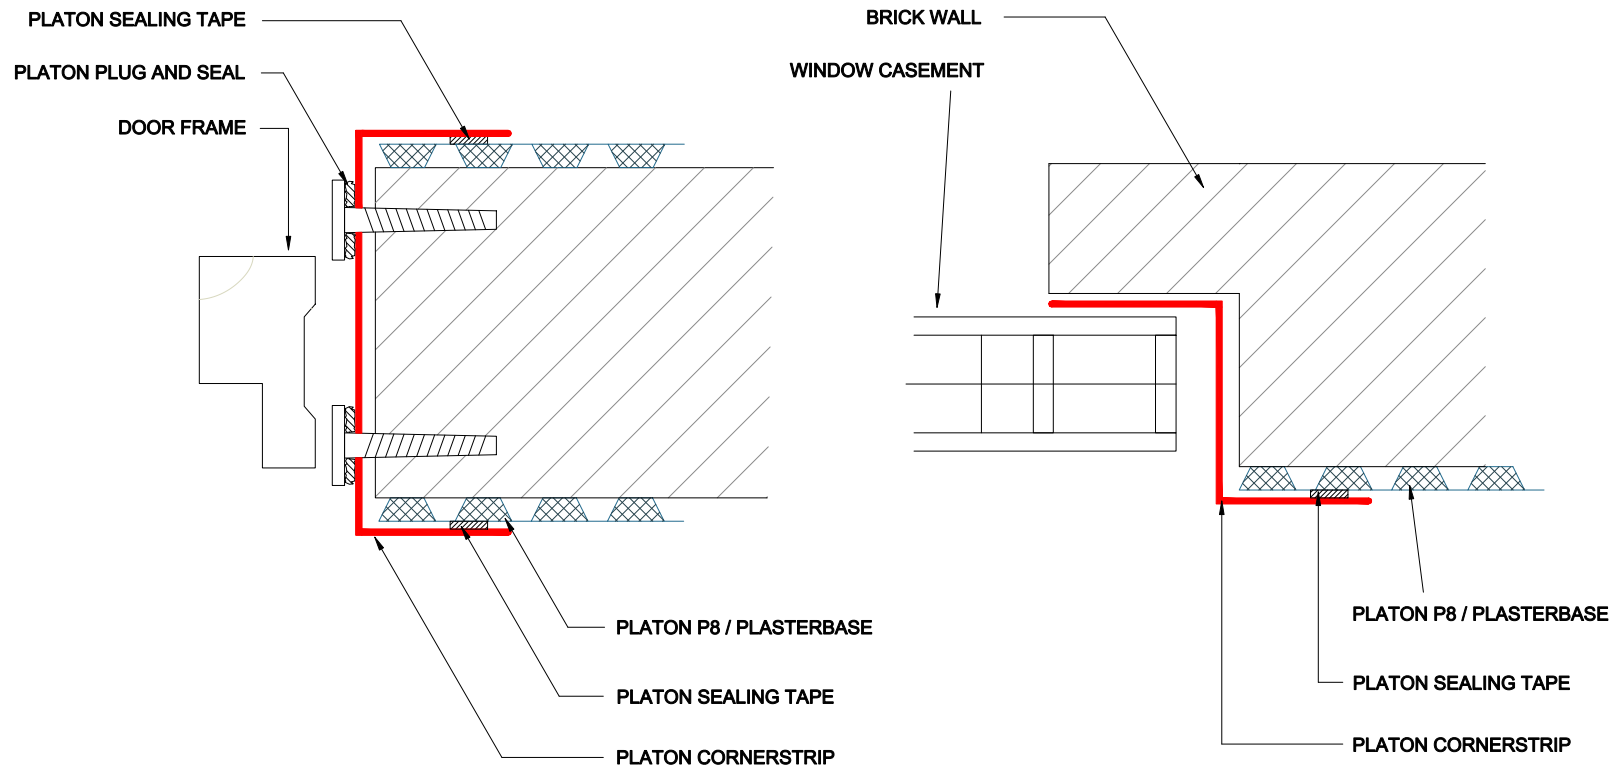 PLATON SEALING TAPE
PLATON PLUG AND SEAL
DOOR FRAME
PLATON P8 / PLASTERBASE
PLATON SEALING TAPE
PLATON CORNERSTRIP
BRICK WALL
WINDOW CASEMENT
PLATON P8 / PLASTERBASE
PLATON SEALING TAPE
PLATON CORNERSTRIP